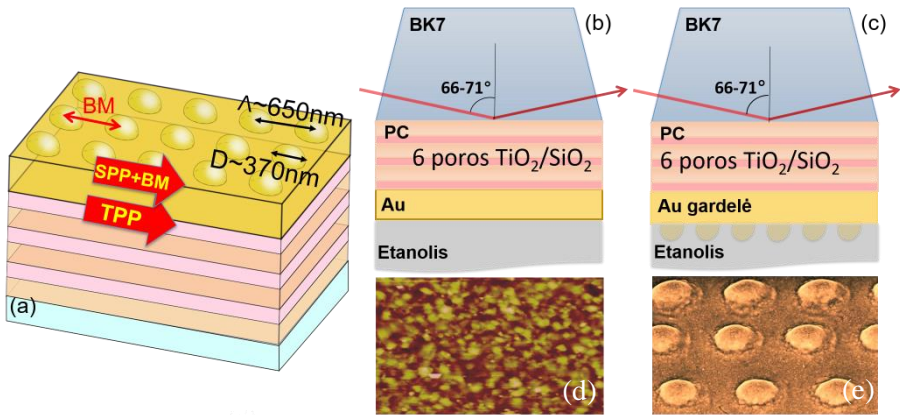 (a)
BM
Λ~650nm
D~370nm
SPP+BM
TPP
(b)
BK7
66-71°
PC
6 poros TiO₂/SiO₂
Au
Etanolis
(c)
BK7
66-71°
PC
6 poros TiO₂/SiO₂
Au gardelė
Etanolis
(d)
(e)